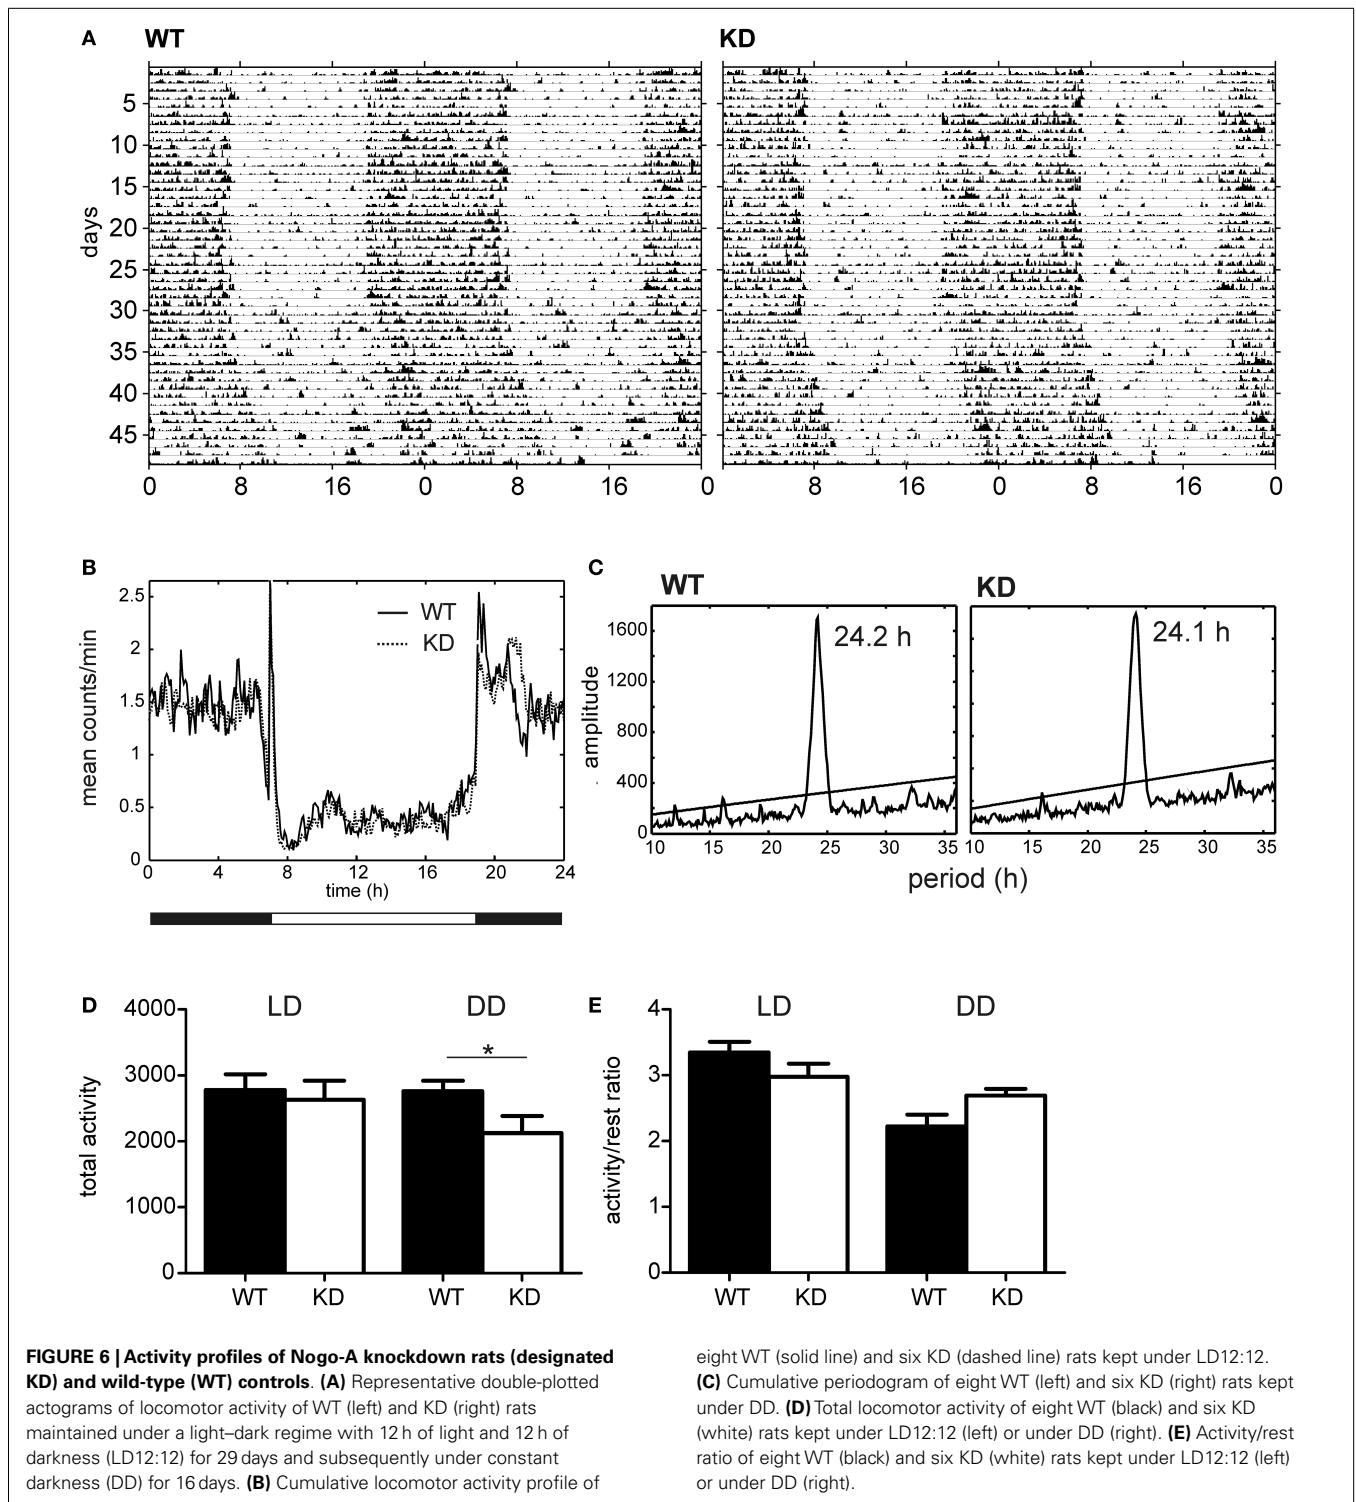 A WT KD
5
10
15
20
25
30
35
40
45
days
0 8 16 0 8 16 0
8 16 0 8 16 0
B
2.5
2
1.5
1
0.5
0
mean counts/min
WT
KD
0 4 8 12 16 20 24
time (h)
C WT KD
1600
1200
800
400
0
amplitude
24.2 h
24.1 h
10 15 20 25 30 35
10 15 20 25 30 35
period (h)
D LD DD
4000
3000
2000
1000
0
total activity
*
WT KD WT KD
E LD DD
4
3
2
1
0
activity/rest ratio
WT KD WT KD
FIGURE 6 | Activity profiles of Nogo-A knockdown rats (designated
KD) and wild-type (WT) controls. (A) Representative double-plotted
actograms of locomotor activity of WT (left) and KD (right) rats
maintained under a light–dark regime with 12 h of light and 12 h of
darkness (LD12:12) for 29 days and subsequently under constant
darkness (DD) for 16 days. (B) Cumulative locomotor activity profile of
eight WT (solid line) and six KD (dashed line) rats kept under LD12:12.
(C) Cumulative periodogram of eight WT (left) and six KD (right) rats kept
under DD. (D) Total locomotor activity of eight WT (black) and six KD
(white) rats kept under LD12:12 (left) or under DD (right). (E) Activity/rest
ratio of eight WT (black) and six KD (white) rats kept under LD12:12 (left)
or under DD (right).